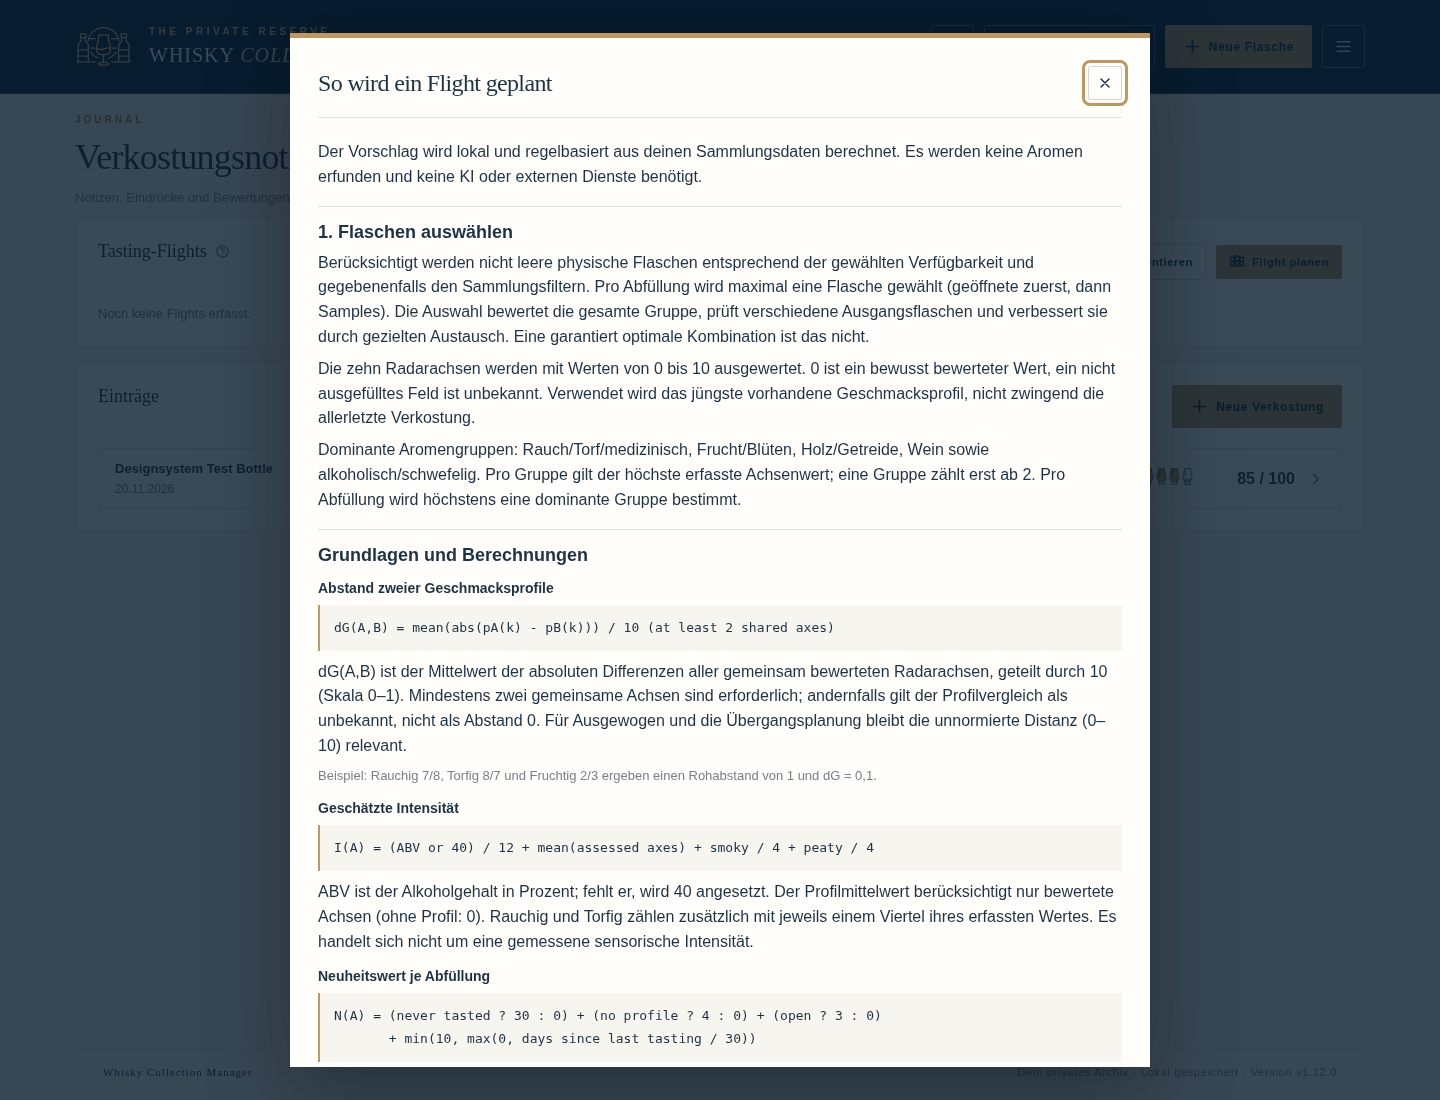 THE PRIVATE RESERVE
WHISKY COLL
Neue Flasche
JOURNAL
Verkostungsnoti
Notizen, Eindrücke und Bewertungen
Tasting-Flights
Flight planen
Noch keine Flights erfasst.
Einträge
Neue Verkostung
Designsystem Test Bottle
20.11.2026
85 / 100
So wird ein Flight geplant
Der Vorschlag wird lokal und regelbasiert aus deinen Sammlungsdaten berechnet. Es werden keine Aromen
erfunden und keine KI oder externen Dienste benötigt.
1. Flaschen auswählen
Berücksichtigt werden nicht leere physische Flaschen entsprechend der gewählten Verfügbarkeit und
gegebenenfalls den Sammlungsfiltern. Pro Abfüllung wird maximal eine Flasche gewählt (geöffnete zuerst, dann
Samples). Die Auswahl bewertet die gesamte Gruppe, prüft verschiedene Ausgangsflaschen und verbessert sie
durch gezielten Austausch. Eine garantiert optimale Kombination ist das nicht.
Die zehn Radarachsen werden mit Werten von 0 bis 10 ausgewertet. 0 ist ein bewusst bewerteter Wert, ein nicht
ausgefülltes Feld ist unbekannt. Verwendet wird das jüngste vorhandene Geschmacksprofil, nicht zwingend die
allerletzte Verkostung.
Dominante Aromengruppen: Rauch/Torf/medizinisch, Frucht/Blüten, Holz/Getreide, Wein sowie
alkoholisch/schwefelig. Pro Gruppe gilt der höchste erfasste Achsenwert; eine Gruppe zählt erst ab 2. Pro
Abfüllung wird höchstens eine dominante Gruppe bestimmt.
Grundlagen und Berechnungen
Abstand zweier Geschmacksprofile
dG(A,B) = mean(abs(pA(k) - pB(k))) / 10 (at least 2 shared axes)
dG(A,B) ist der Mittelwert der absoluten Differenzen aller gemeinsam bewerteten Radarachsen, geteilt durch 10
(Skala 0–1). Mindestens zwei gemeinsame Achsen sind erforderlich; andernfalls gilt der Profilvergleich als
unbekannt, nicht als Abstand 0. Für Ausgewogen und die Übergangsplanung bleibt die unnormierte Distanz (0–
10) relevant.
Beispiel: Rauchig 7/8, Torfig 8/7 und Fruchtig 2/3 ergeben einen Rohabstand von 1 und dG = 0,1.
Geschätzte Intensität
I(A) = (ABV or 40) / 12 + mean(assessed axes) + smoky / 4 + peaty / 4
ABV ist der Alkoholgehalt in Prozent; fehlt er, wird 40 angesetzt. Der Profilmittelwert berücksichtigt nur bewertete
Achsen (ohne Profil: 0). Rauchig und Torfig zählen zusätzlich mit jeweils einem Viertel ihres erfassten Wertes. Es
handelt sich nicht um eine gemessene sensorische Intensität.
Neuheitswert je Abfüllung
N(A) = (never tasted ? 30 : 0) + (no profile ? 4 : 0) + (open ? 3 : 0)
+ min(10, max(0, days since last tasting / 30))
Whisky Collection Manager
Dein privates Archiv · Lokal gespeichert · Version v1.12.0